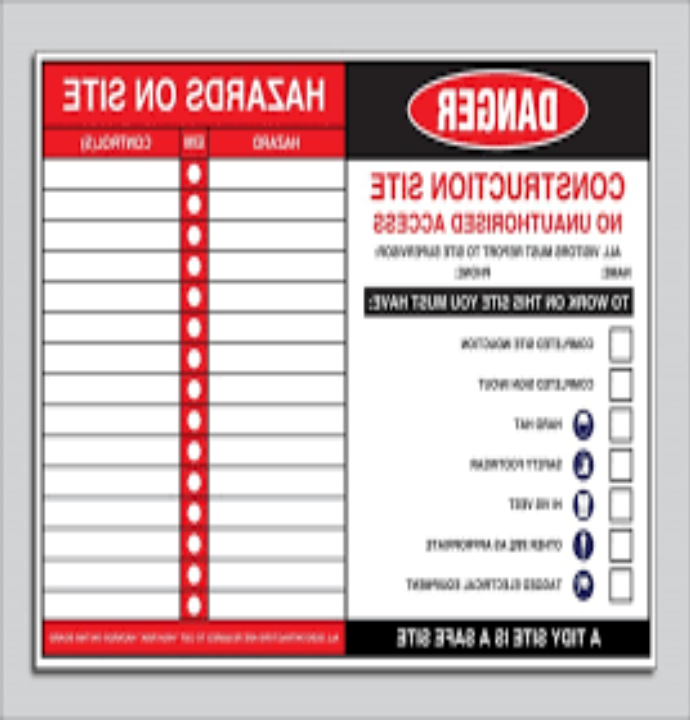 DANGER
CONSTRUCTION SITE
NO UNAUTHORISED ACCESS
ALL VISITORS MUST REPORT TO SITE SUPERVISOR:
NAME: PHONE:
TO WORK ON THIS SITE YOU MUST HAVE:
COMPLETED SITE INDUCTION
COMPLETED SIGN IN/OUT
HARD HAT
SAFETY FOOTWEAR
HI VIS VEST
OTHER PPE AS APPROPRIATE
TAGGED ELECTRICAL EQUIPMENT
A TIDY SITE IS A SAFE SITE
HAZARDS ON SITE
HAZARD E/I/M CONTROL(S)